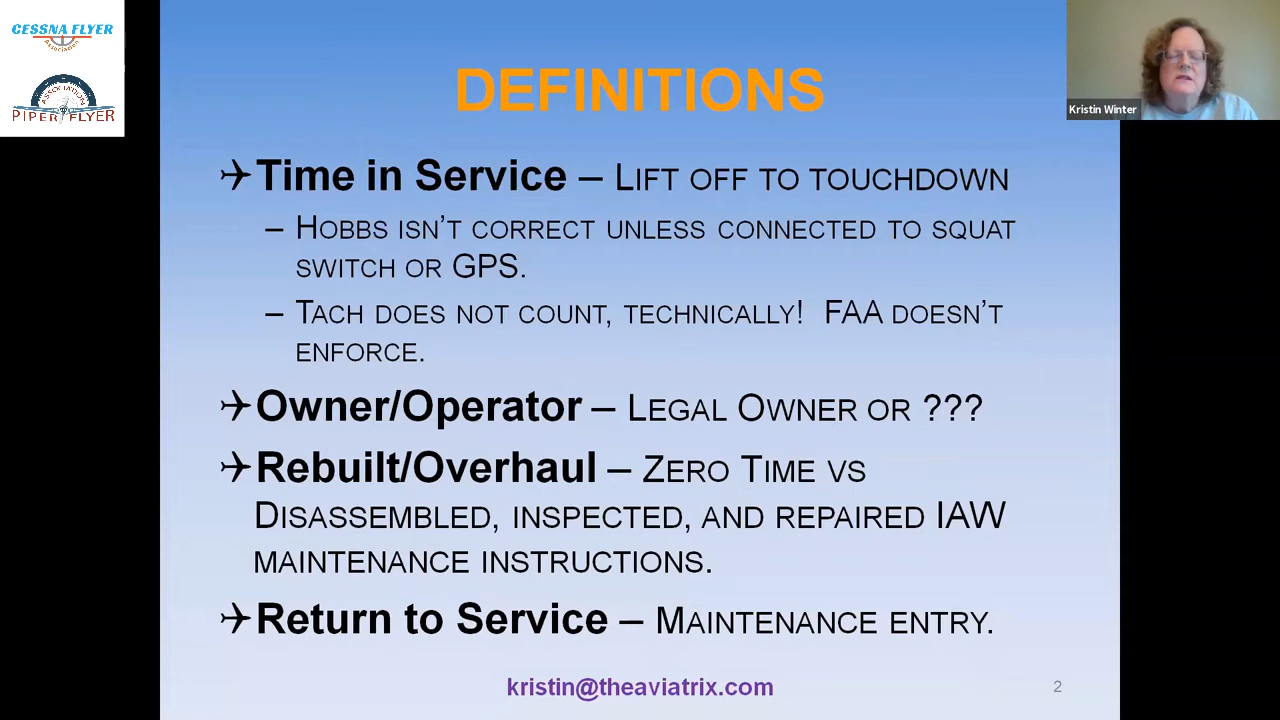 CESSNA FLYER
Association
ASSOCIATION
PIPER FLYER
Kristin Winter
DEFINITIONS
Time in Service – Lift off to touchdown
– Hobbs isn’t correct unless connected to squat
switch or GPS.
– Tach does not count, technically! FAA doesn’t
enforce.
Owner/Operator – Legal Owner or ???
Rebuilt/Overhaul – Zero Time vs
Disassembled, inspected, and repaired IAW
maintenance instructions.
Return to Service – Maintenance entry.
kristin@theaviatrix.com
2